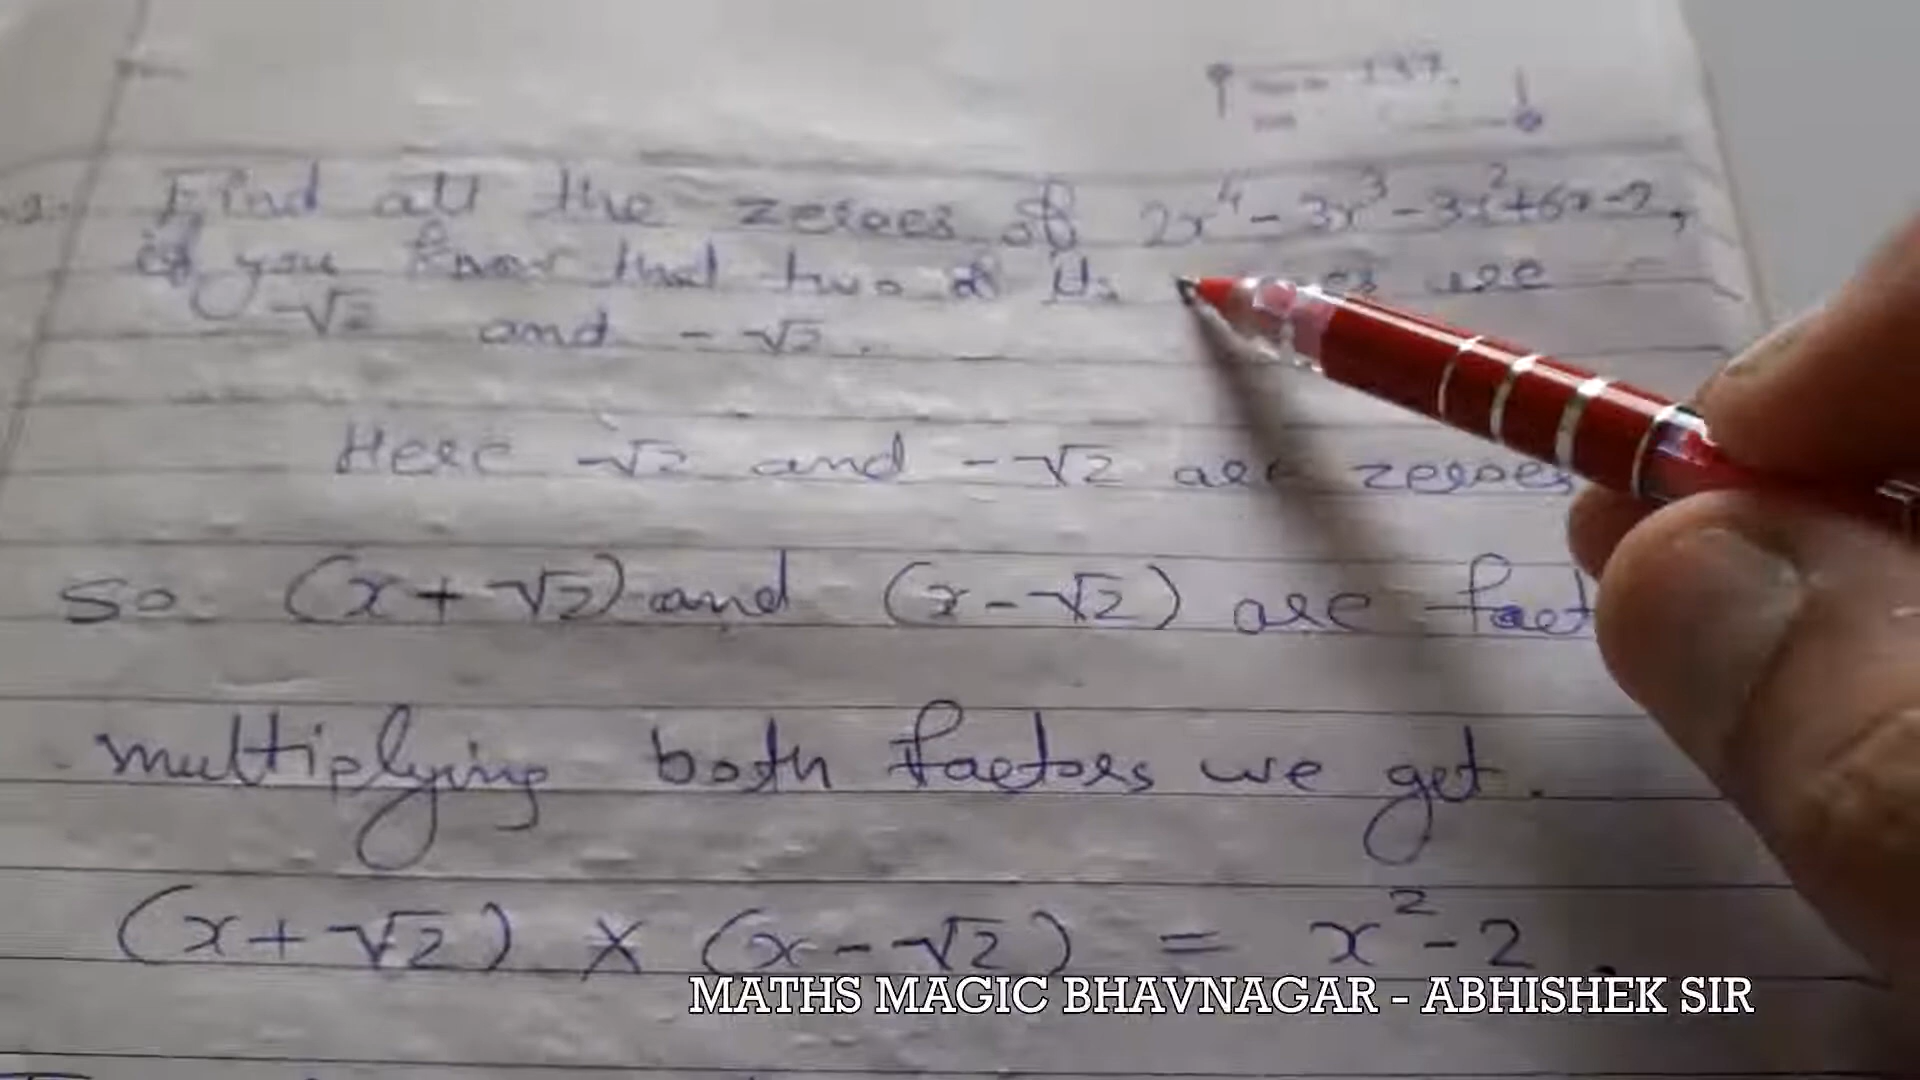 Find all the zeroes of 2x⁴ - 3x³ - 3x² + 6x - 2,
if you know that two of its are
√2 and - √2 .
Here √2 and - √2 are zeroes
so (x + √2) and (x - √2) are fact
multiplying both factors we get .
(x + √2) × (x - √2) = x² - 2 .
MATHS MAGIC BHAVNAGAR - ABHISHEK SIR